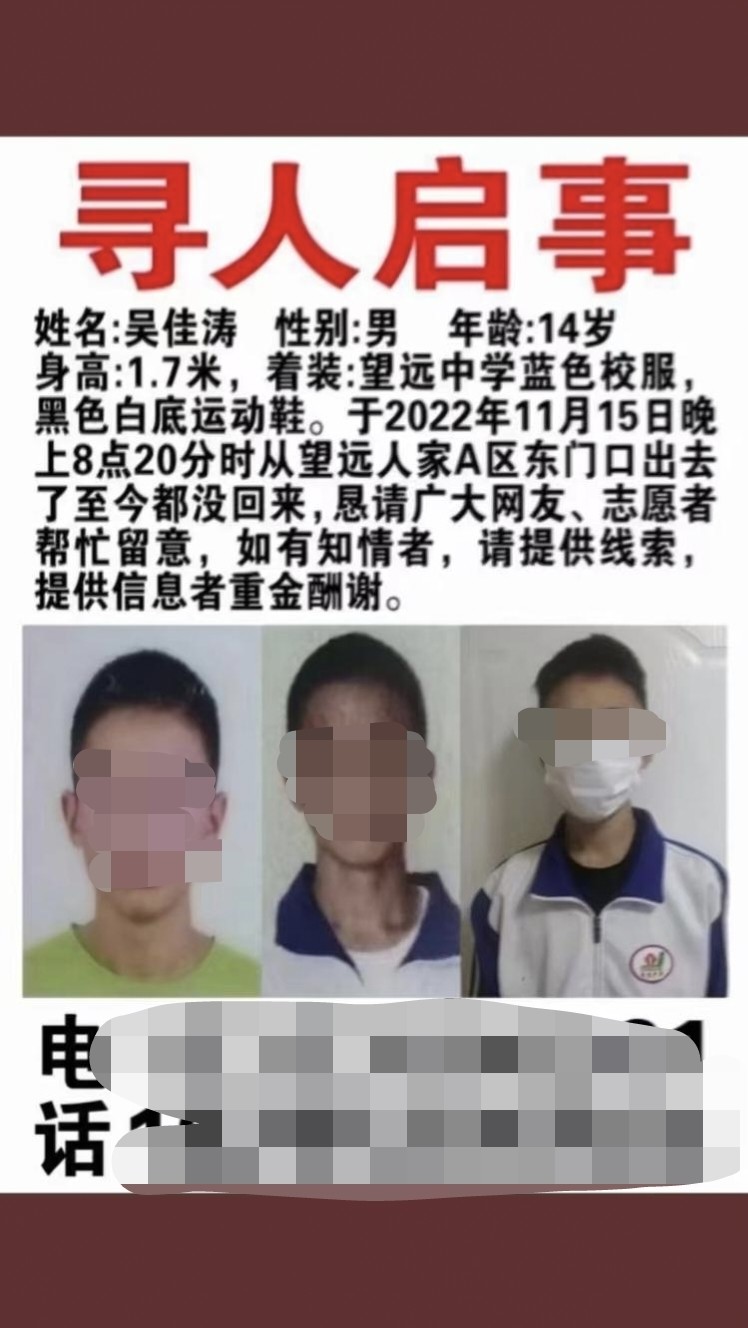 寻人启事
姓名:吴佳涛 性别:男 年龄:14岁
身高:1.7米，着装:望远中学蓝色校服，
黑色白底运动鞋。于2022年11月15日晚
上8点20分时从望远人家A区东门口出去
了至今都没回来,恳请广大网友、志愿者
帮忙留意，如有知情者，请提供线索，
提供信息者重金酬谢。
电
话